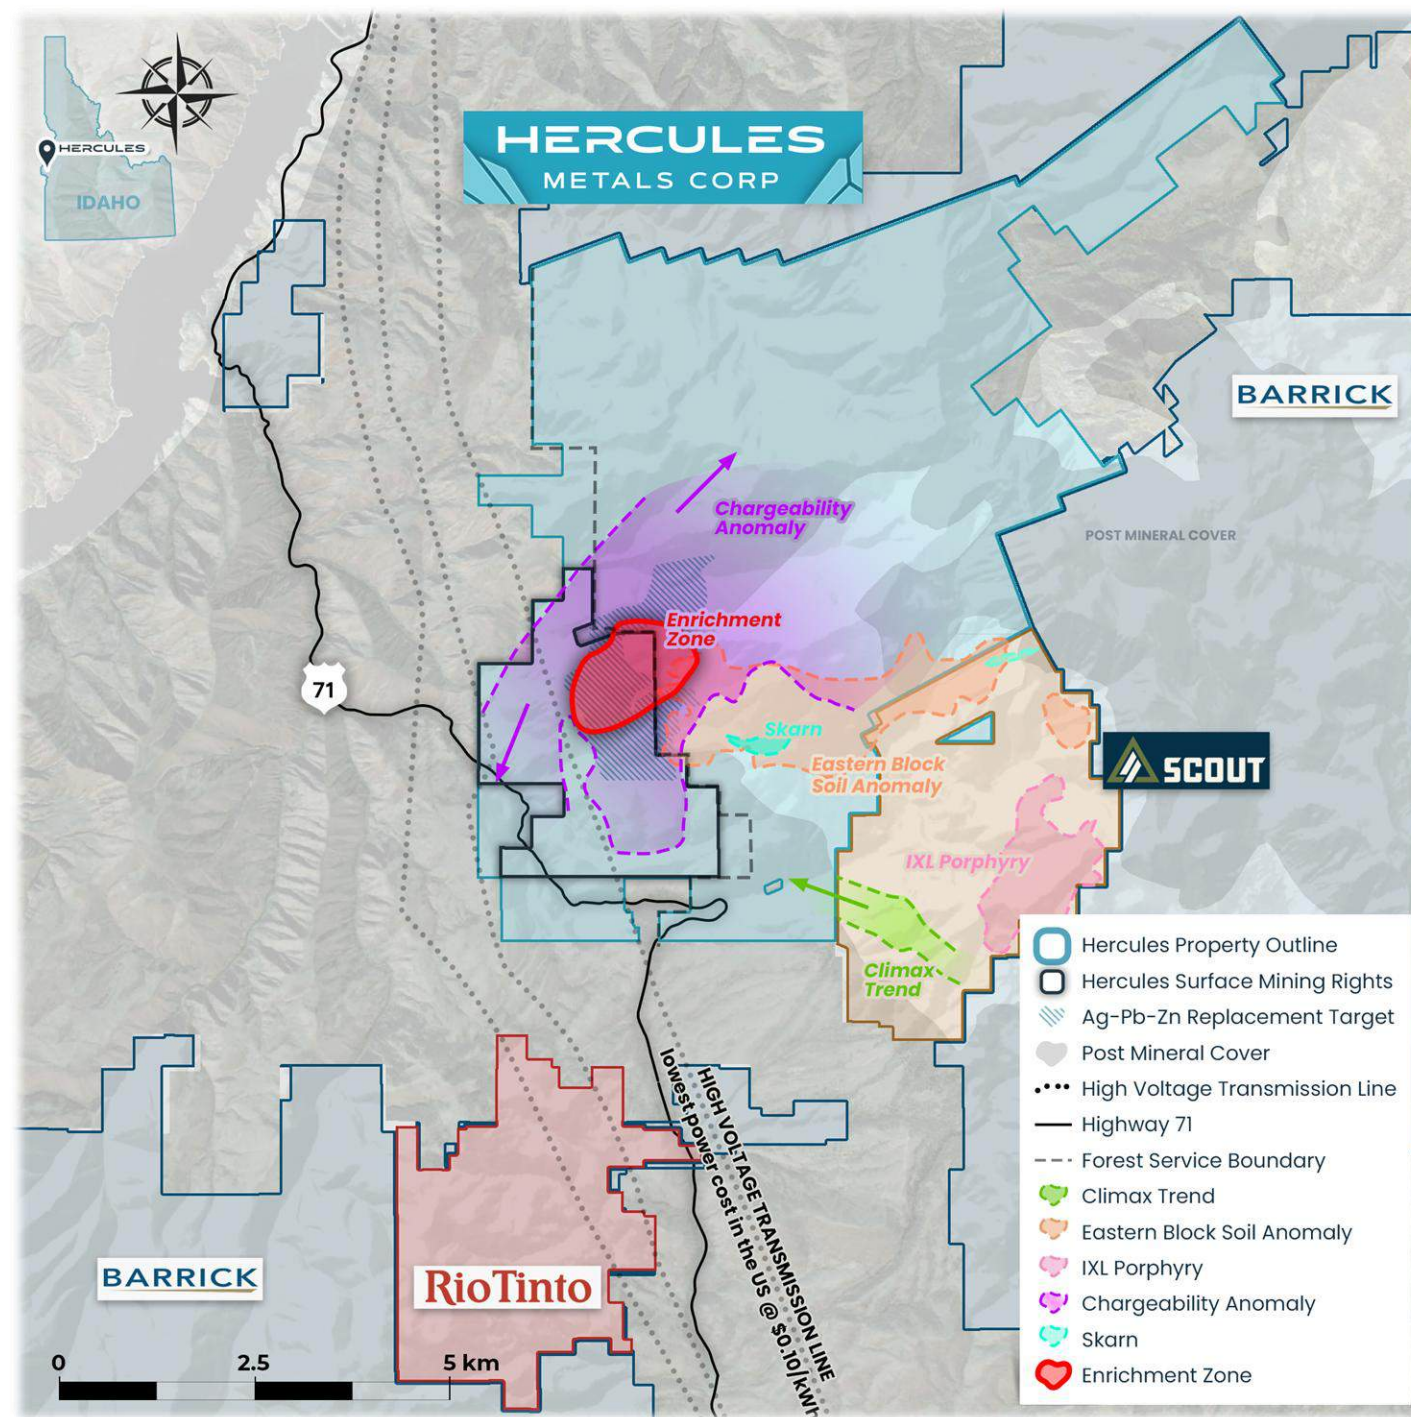 HERCULES
IDAHO
HERCULES
METALS CORP
BARRICK
POST MINERAL COVER
Chargeability
Anomaly
Enrichment
Zone
71
Skarn
Eastern Block
Soil Anomaly
SCOUT
IXL Porphyry
Climax
Trend
HIGH VOLTAGE TRANSMISSION LINE
lowest power cost in the US @ $0.10/kWh
BARRICK
RioTinto
0 2.5 5 km
Hercules Property Outline
Hercules Surface Mining Rights
Ag-Pb-Zn Replacement Target
Post Mineral Cover
High Voltage Transmission Line
Highway 71
Forest Service Boundary
Climax Trend
Eastern Block Soil Anomaly
IXL Porphyry
Chargeability Anomaly
Skarn
Enrichment Zone